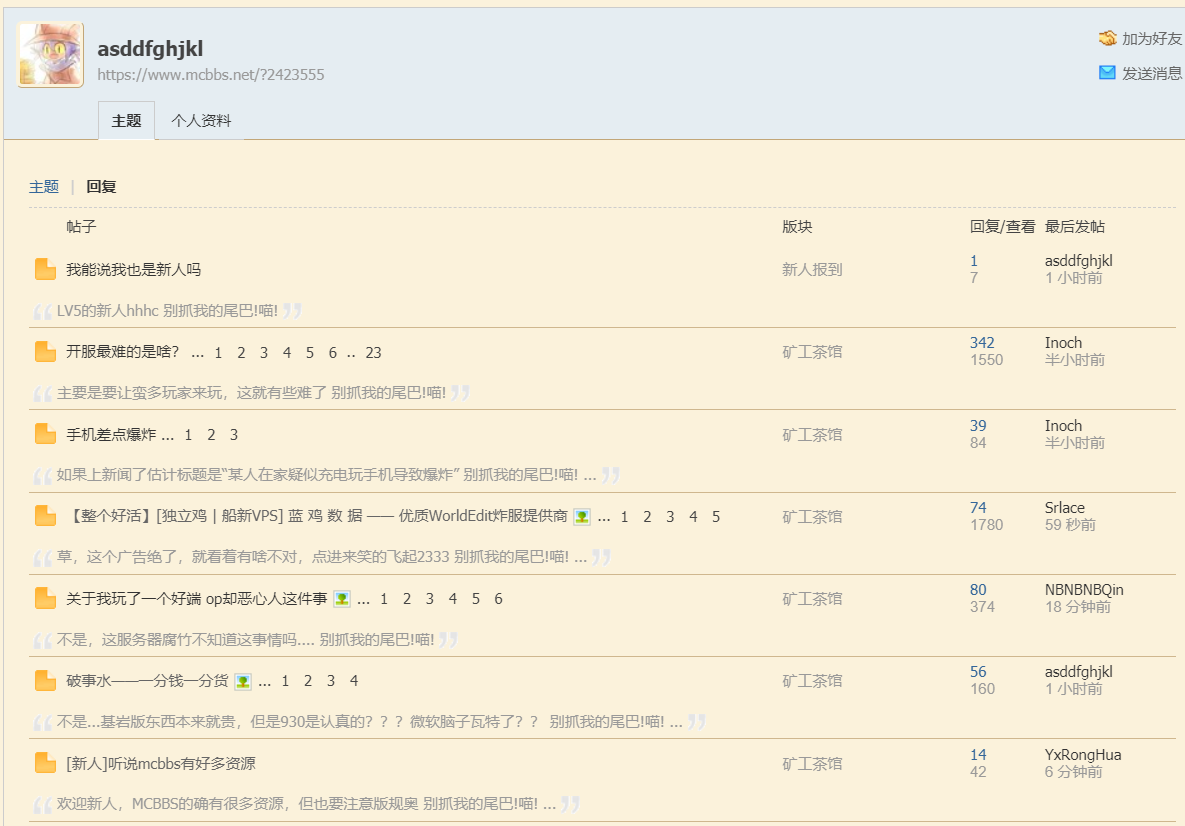 asddfghjkl
https://www.mcbbs.net/?2423555
加为好友
发送消息
主题 个人资料
主题 | 回复
帖子 版块 回复/查看 最后发帖
我能说我也是新人吗 新人报到 1 asddfghjkl
7 1 小时前
LV5的新人hhhc 别抓我的尾巴!喵!
开服最难的是啥? ... 1 2 3 4 5 6 .. 23 矿工茶馆 342 Inoch
1550 半小时前
主要是要让蛮多玩家来玩，这就有些难了 别抓我的尾巴!喵!
手机差点爆炸 ... 1 2 3 矿工茶馆 39 Inoch
84 半小时前
如果上新闻了估计标题是“某人在家疑似充电玩手机导致爆炸” 别抓我的尾巴!喵! ...
【整个好活】[独立鸡 | 船新VPS] 蓝 鸡 数 据 —— 优质WorldEdit炸服提供商 ... 1 2 3 4 5 矿工茶馆 74 Srlace
1780 59 秒前
草，这个广告绝了，就看着有啥不对，点进来笑的飞起2333 别抓我的尾巴!喵! ...
关于我玩了一个好端 op却恶心人这件事 ... 1 2 3 4 5 6 矿工茶馆 80 NBNBNBQin
374 18 分钟前
不是，这服务器腐竹不知道这事情吗.... 别抓我的尾巴!喵!
破事水——一分钱一分货 ... 1 2 3 4 矿工茶馆 56 asddfghjkl
160 1 小时前
不是...基岩版东西本来就贵，但是930是认真的？？？微软脑子瓦特了？？ 别抓我的尾巴!喵! ...
[新人]听说mcbbs有好多资源 矿工茶馆 14 YxRongHua
42 6 分钟前
欢迎新人，MCBBS的确有很多资源，但也要注意版规奥 别抓我的尾巴!喵! ...